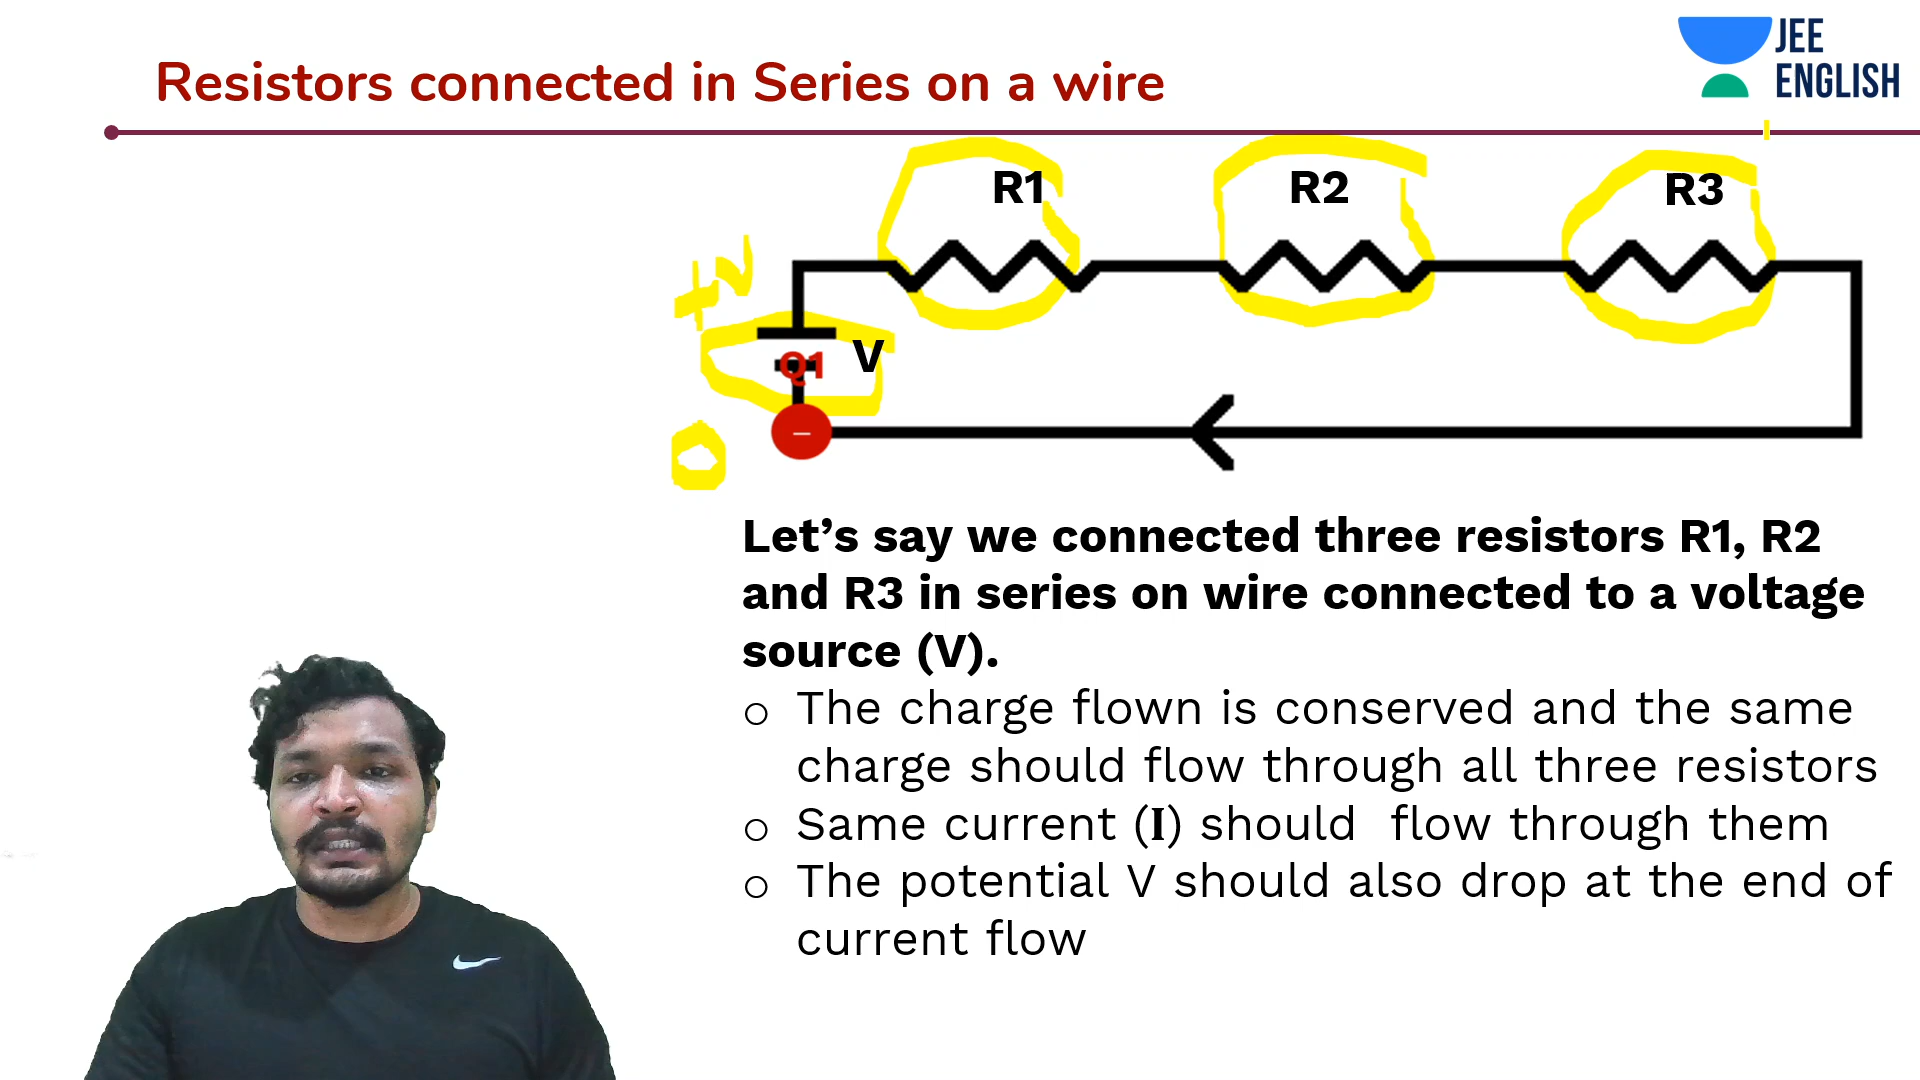 JEE
ENGLISH
Resistors connected in Series on a wire
R1
R2
R3
+V
V
Q1
–
0
Let’s say we connected three resistors R1, R2
and R3 in series on wire connected to a voltage
source (V).
o The charge flown is conserved and the same
charge should flow through all three resistors
o Same current (I) should flow through them
o The potential V should also drop at the end of
current flow